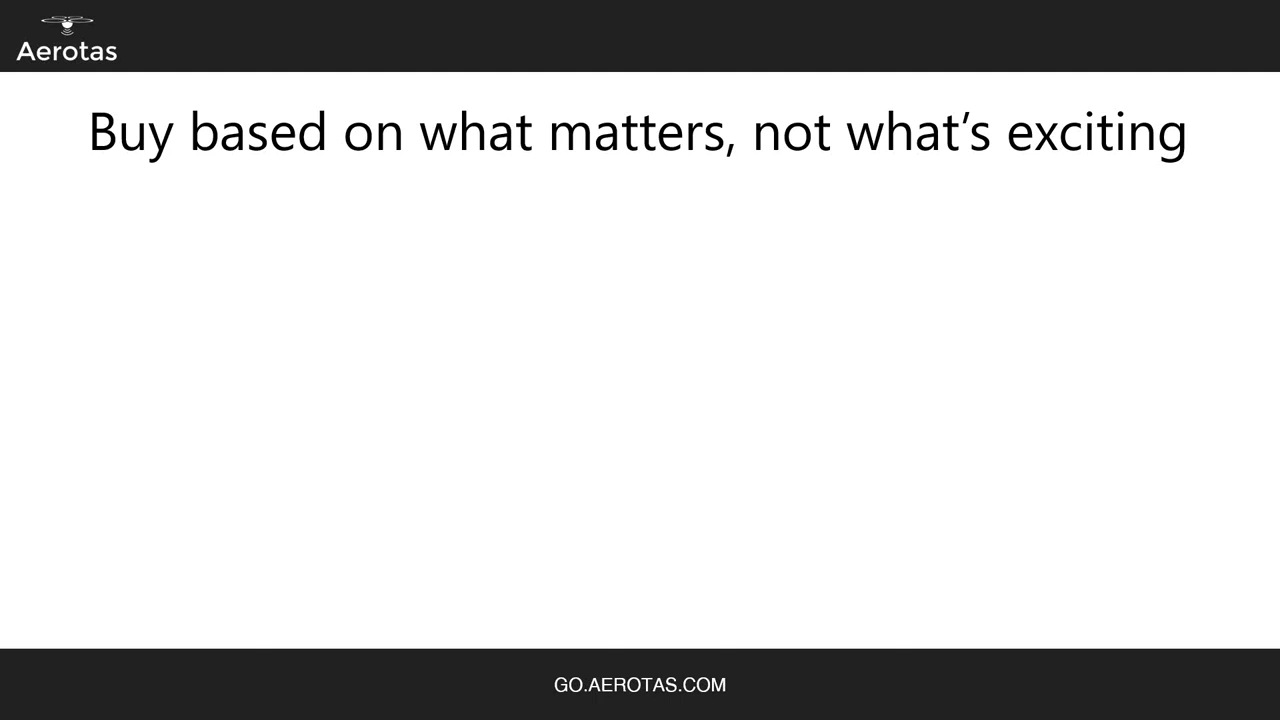 Aerotas
Buy based on what matters, not what’s exciting
GO.AEROTAS.COM